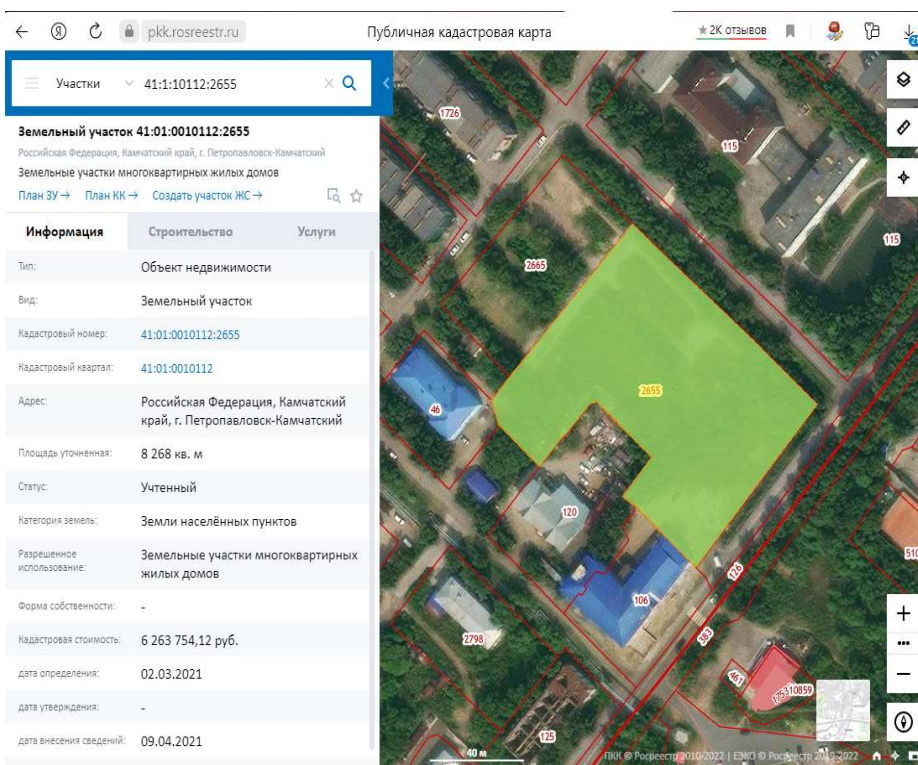 pkk.rosreestr.ru
Публичная кадастровая карта
★ 2K отзывов
Участки
41:1:10112:2655
Земельный участок 41:01:0010112:2655
Российская Федерация, Камчатский край, г. Петропавловск-Камчатский
Земельные участки многоквартирных жилых домов
План ЗУ → План КК → Создать участок ЖС →
Информация Строительство Услуги
Тип: Объект недвижимости
Вид: Земельный участок
Кадастровый номер: 41:01:0010112:2655
Кадастровый квартал: 41:01:0010112
Адрес: Российская Федерация, Камчатский
край, г. Петропавловск-Камчатский
Площадь уточненная: 8 268 кв. м
Статус: Учтенный
Категория земель: Земли населённых пунктов
Разрешенное
использование:
Земельные участки многоквартирных
жилых домов
Форма собственности: -
Кадастровая стоимость: 6 263 754,12 руб.
дата определения: 02.03.2021
дата утверждения: -
дата внесения сведений: 09.04.2021
1726
115
115
2665
2655
46
120
510
126
106
383
2798
461
10859
125
40 м
ПКК © Росреестр 2010-2022 | ЕЭКО © Росреестр 2019-2022